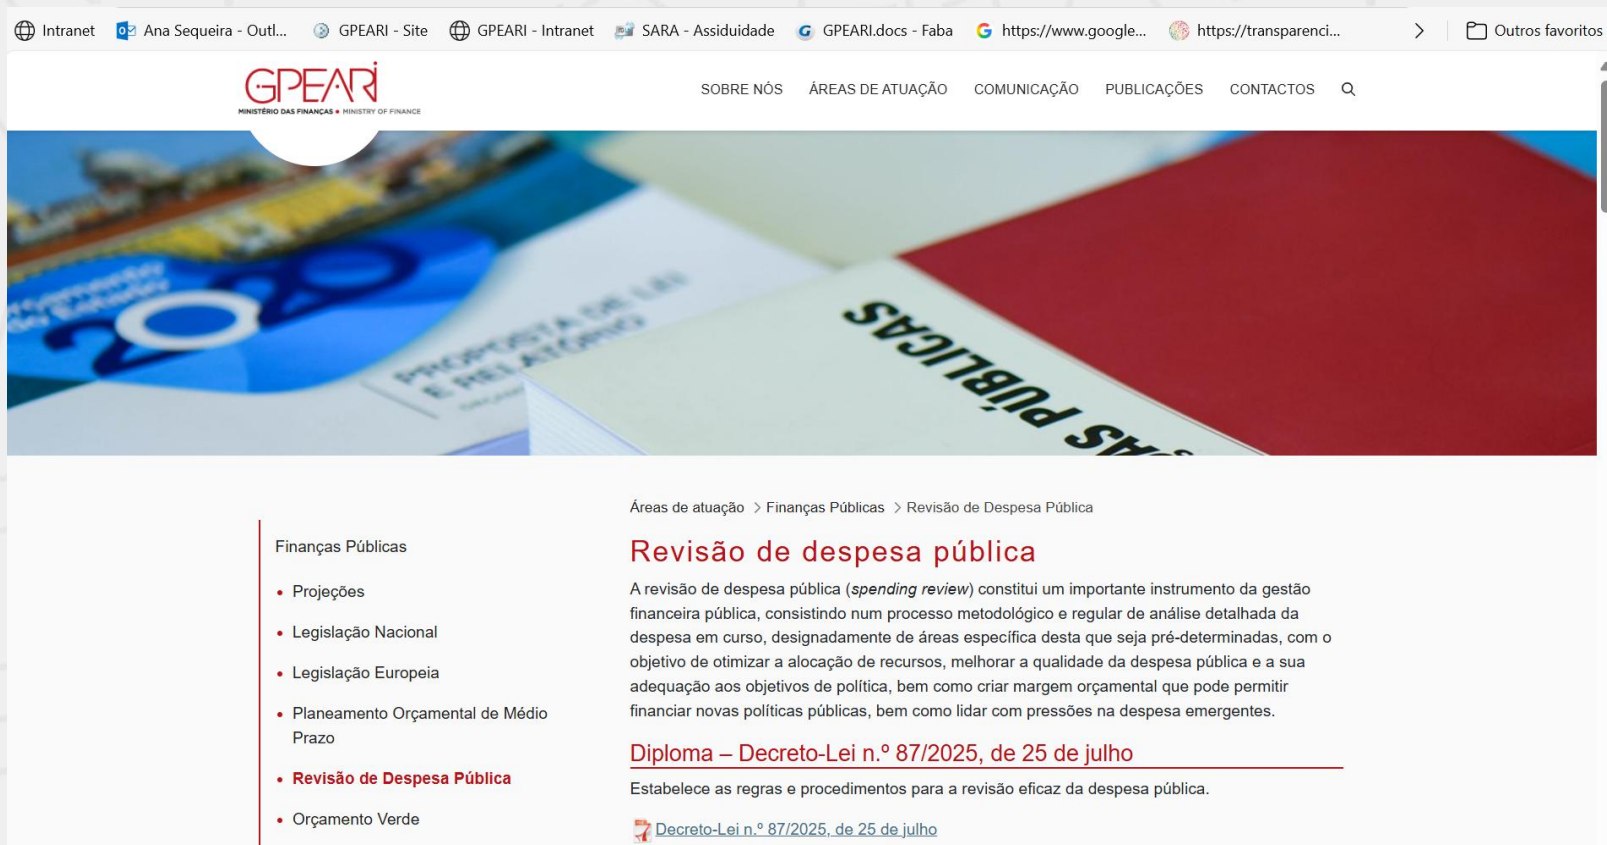 Intranet
Ana Sequeira - Outl...
GPEARI - Site
GPEARI - Intranet
SARA - Assiduidade
GPEARI.docs - Faba
https://www.google...
https://transparenci...
Outros favoritos
GPEARI
MINISTÉRIO DAS FINANÇAS • MINISTRY OF FINANCE
SOBRE NÓS
ÁREAS DE ATUAÇÃO
COMUNICAÇÃO
PUBLICAÇÕES
CONTACTOS
Orçamento
do Estado
2020
PROPOSTA DE LEI
E RELATÓRIO
ÇAS PÚBLICAS
Áreas de atuação > Finanças Públicas > Revisão de Despesa Pública
Finanças Públicas
• Projeções
• Legislação Nacional
• Legislação Europeia
• Planeamento Orçamental de Médio
Prazo
• Revisão de Despesa Pública
• Orçamento Verde
Revisão de despesa pública
A revisão de despesa pública (spending review) constitui um importante instrumento da gestão
financeira pública, consistindo num processo metodológico e regular de análise detalhada da
despesa em curso, designadamente de áreas específica desta que seja pré-determinadas, com o
objetivo de otimizar a alocação de recursos, melhorar a qualidade da despesa pública e a sua
adequação aos objetivos de política, bem como criar margem orçamental que pode permitir
financiar novas políticas públicas, bem como lidar com pressões na despesa emergentes.
Diploma – Decreto-Lei n.º 87/2025, de 25 de julho
Estabelece as regras e procedimentos para a revisão eficaz da despesa pública.
Decreto-Lei n.º 87/2025, de 25 de julho